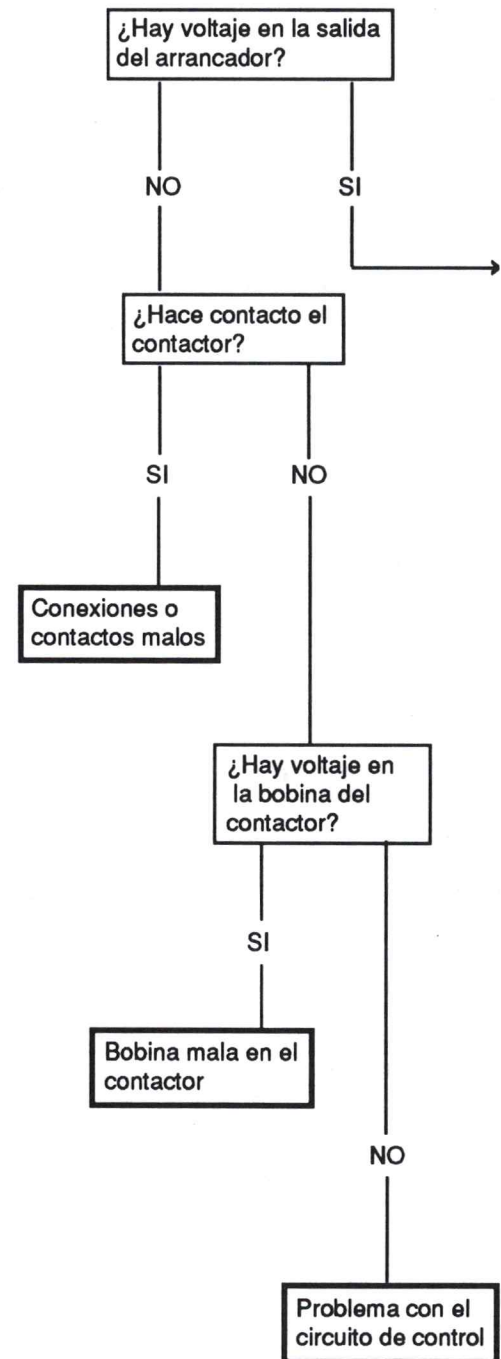 ¿Hay voltaje en la salida
del arrancador?
NO
SI
¿Hace contacto el
contactor?
SI
NO
Conexiones o
contactos malos
¿Hay voltaje en
la bobina del
contactor?
SI
Bobina mala en el
contactor
NO
Problema con el
circuito de control